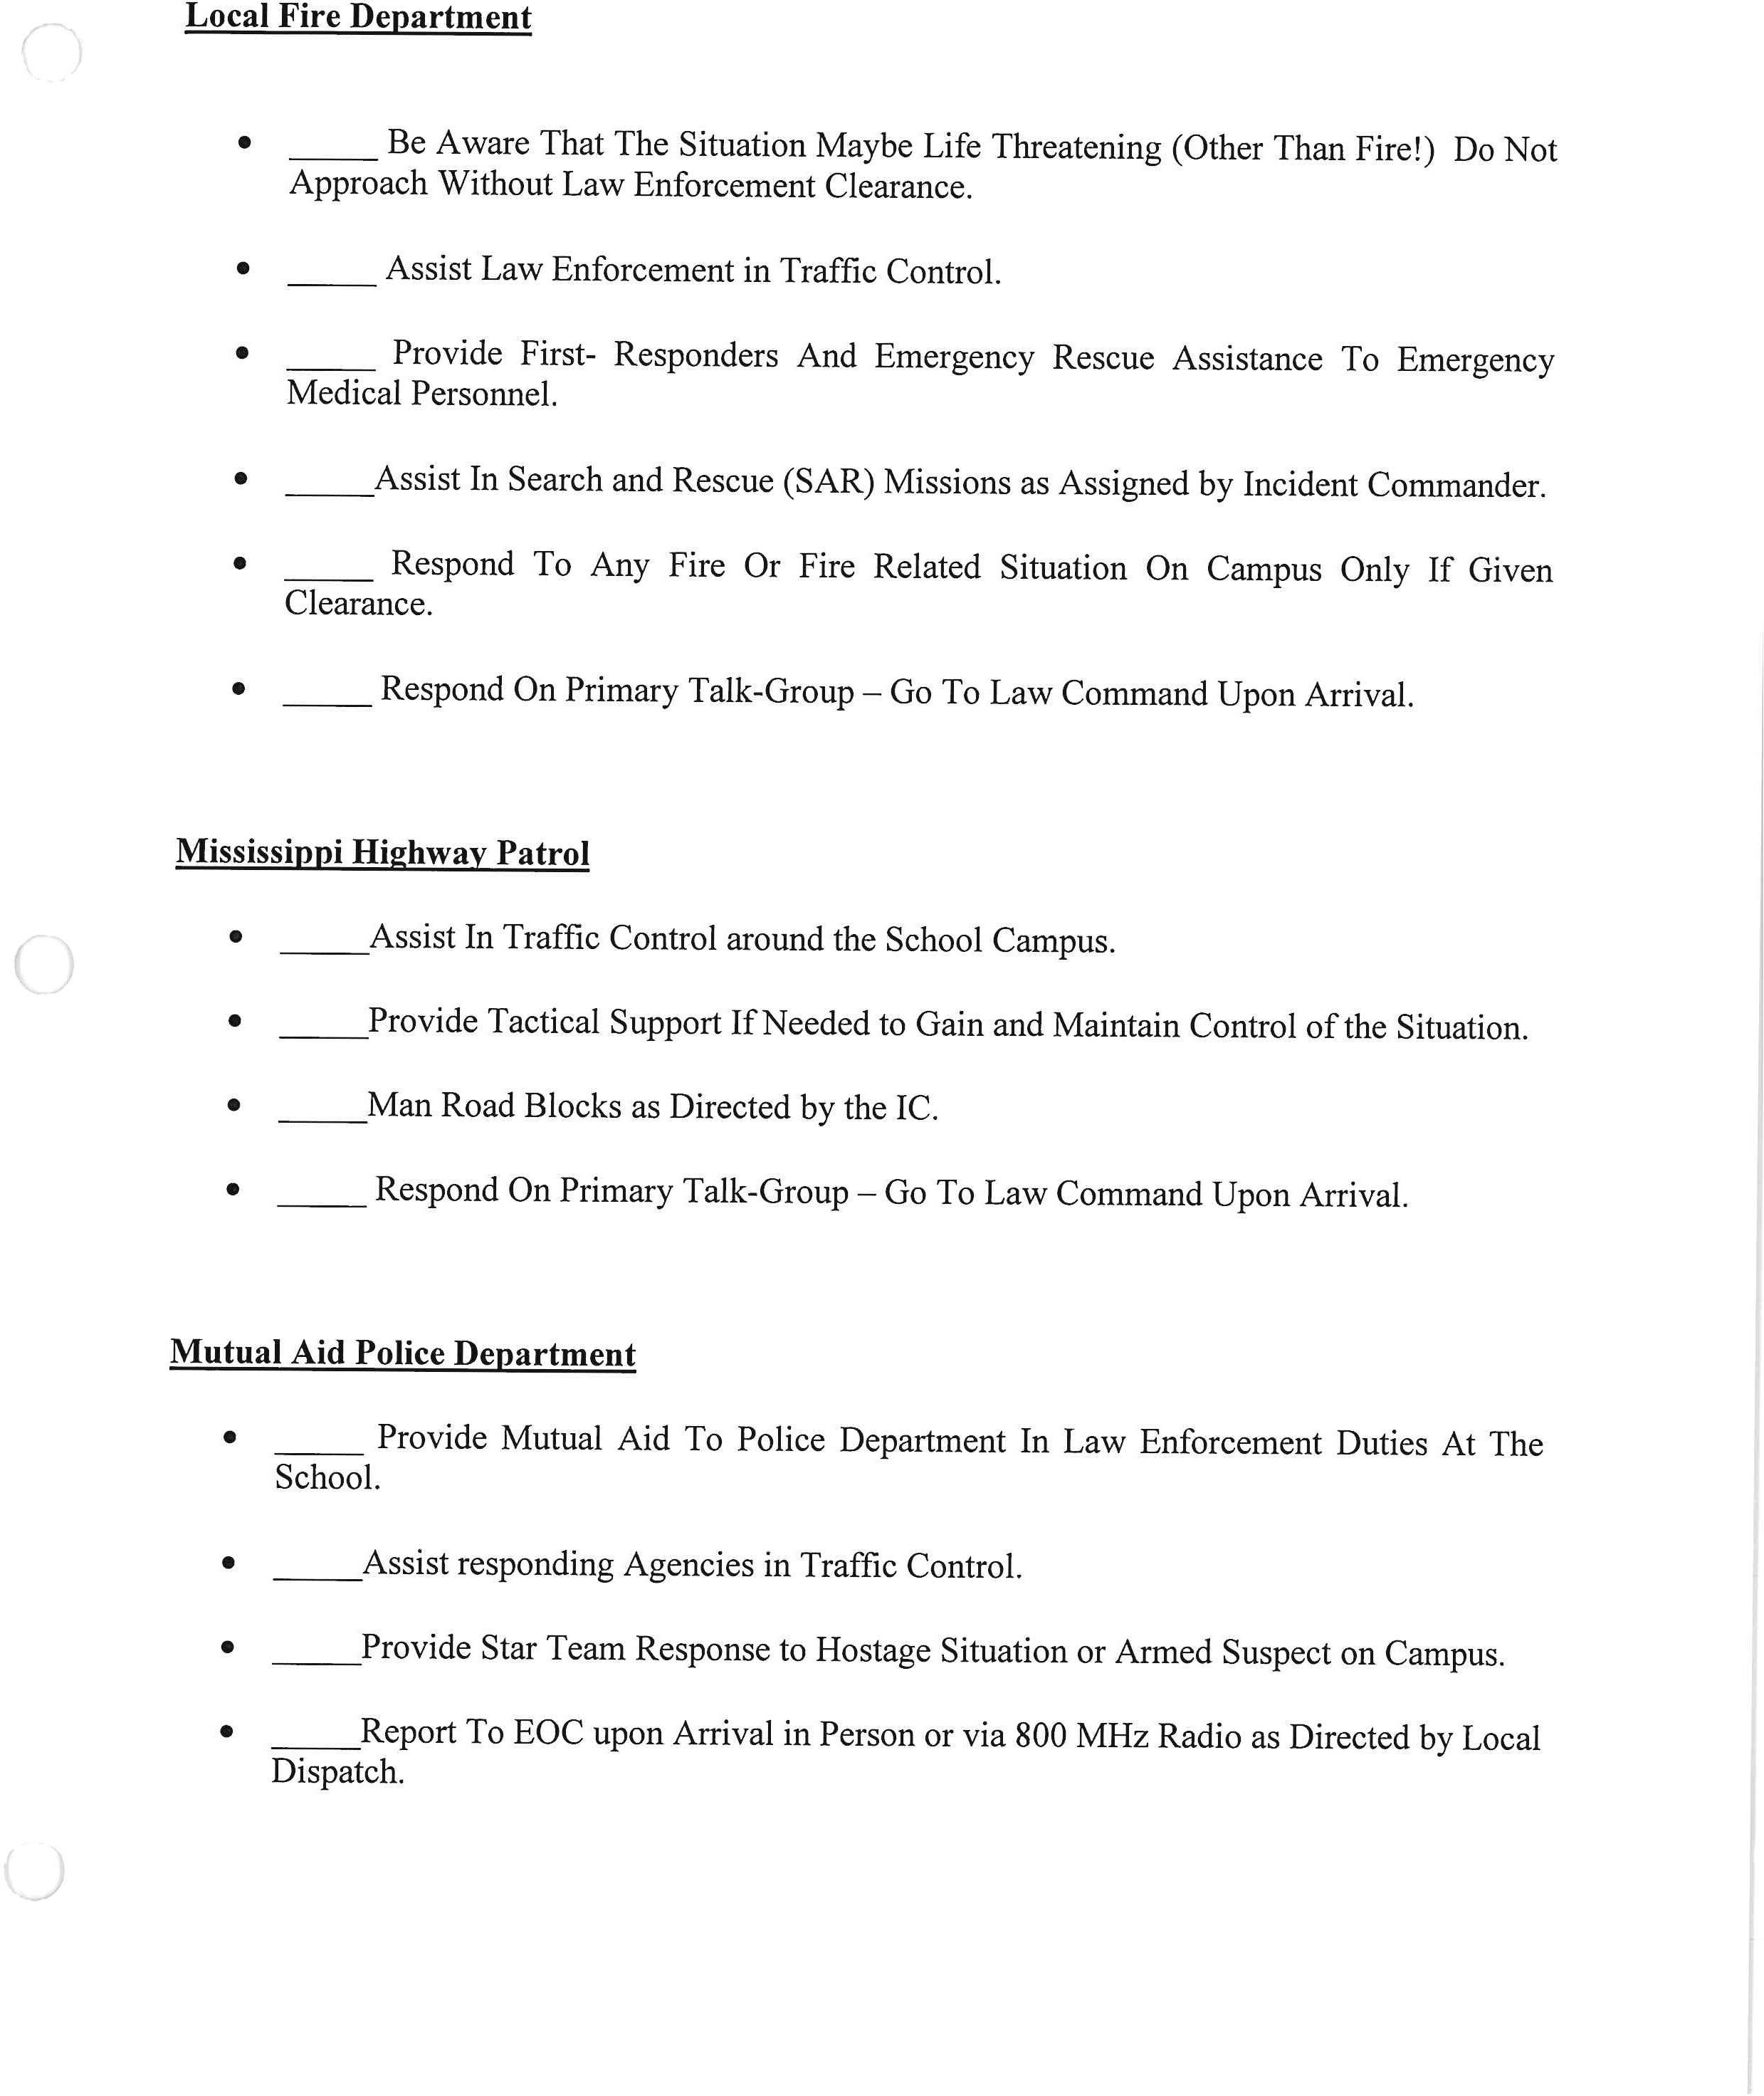 Local Fire Department
• _____ Be Aware That The Situation Maybe Life Threatening (Other Than Fire!)  Do Not
Approach Without Law Enforcement Clearance.
• _____ Assist Law Enforcement in Traffic Control.
• _____ Provide First- Responders And Emergency Rescue Assistance To Emergency
Medical Personnel.
• _____Assist In Search and Rescue (SAR) Missions as Assigned by Incident Commander.
• _____ Respond To Any Fire Or Fire Related Situation On Campus Only If Given
Clearance.
• _____ Respond On Primary Talk-Group – Go To Law Command Upon Arrival.
Mississippi Highway Patrol
• _____Assist In Traffic Control around the School Campus.
• _____Provide Tactical Support If Needed to Gain and Maintain Control of the Situation.
• _____Man Road Blocks as Directed by the IC.
• _____ Respond On Primary Talk-Group – Go To Law Command Upon Arrival.
Mutual Aid Police Department
• _____ Provide Mutual Aid To Police Department In Law Enforcement Duties At The
School.
• _____Assist responding Agencies in Traffic Control.
• _____Provide Star Team Response to Hostage Situation or Armed Suspect on Campus.
• _____Report To EOC upon Arrival in Person or via 800 MHz Radio as Directed by Local
Dispatch.